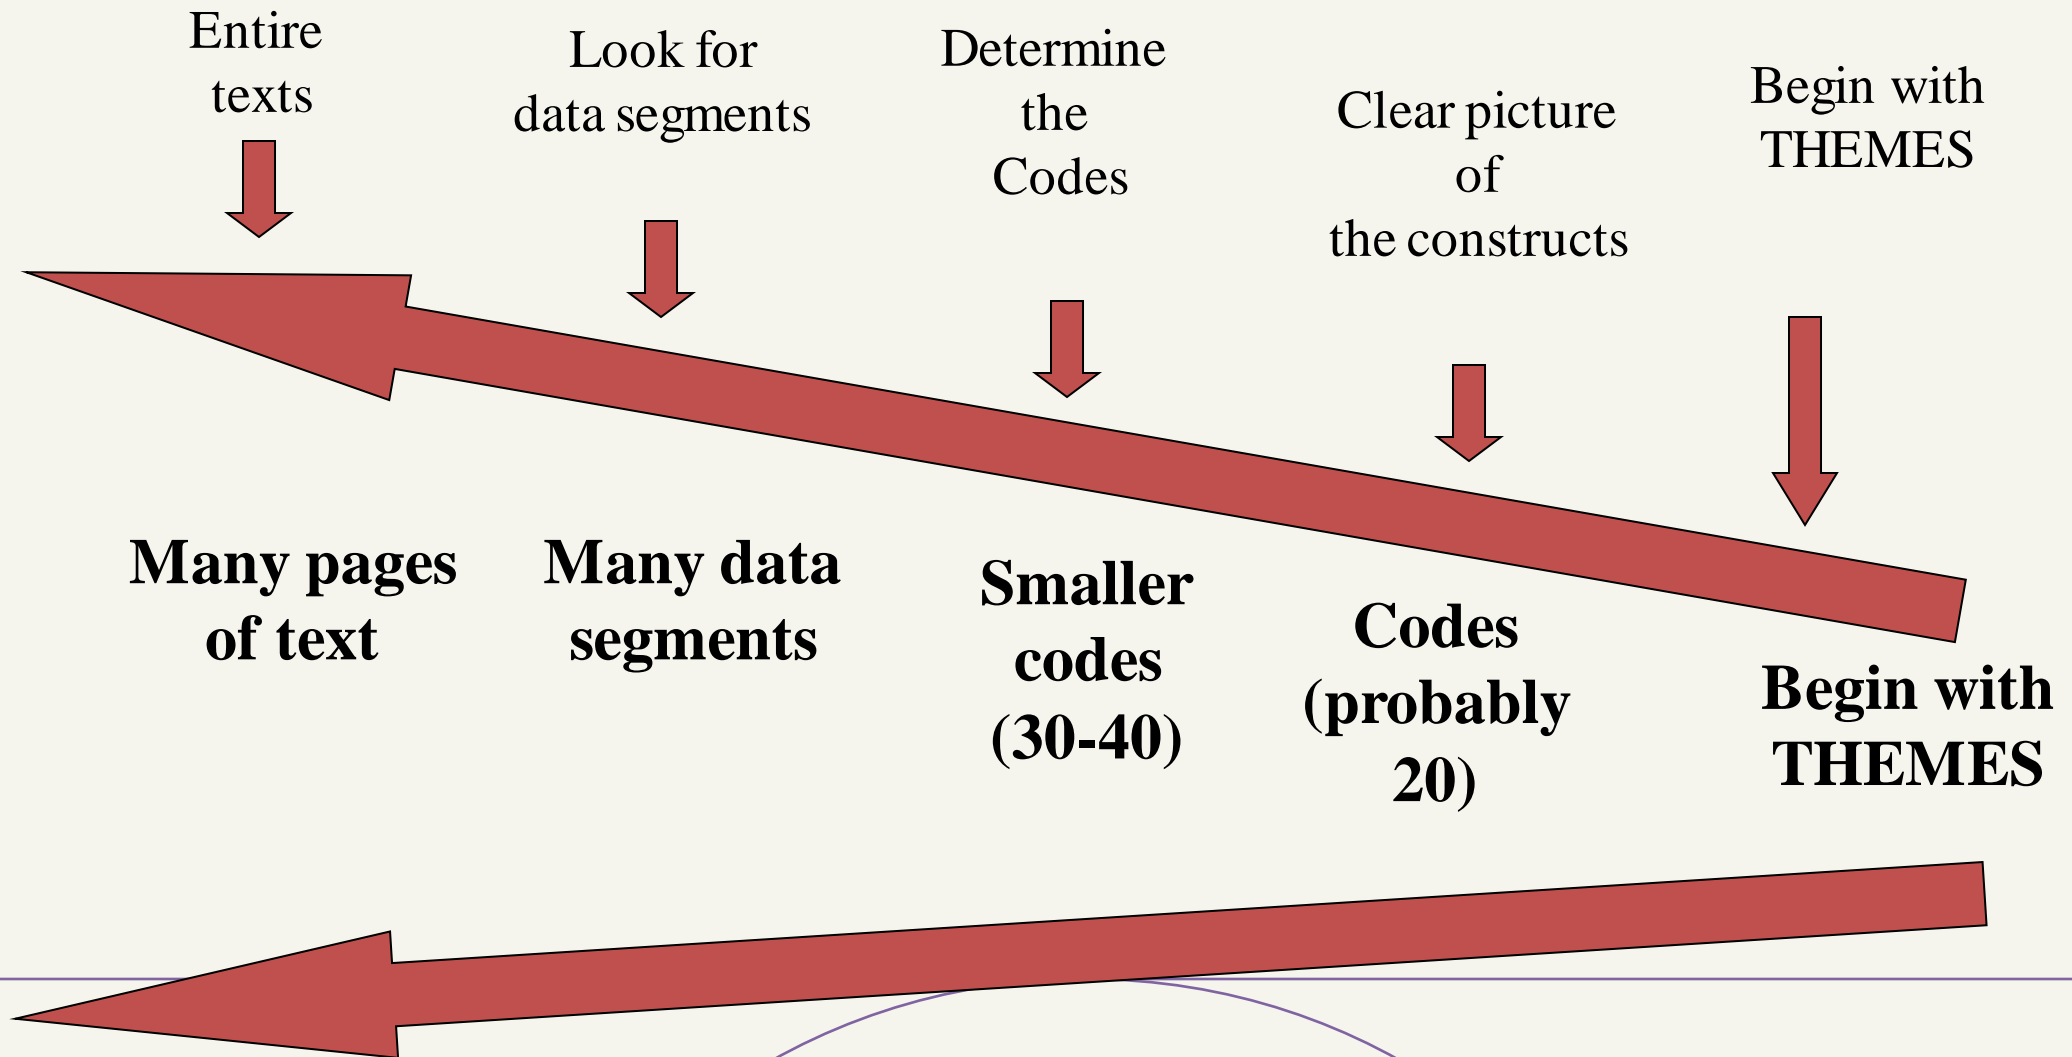 Entire
texts
Look for
data segments
Determine
the
Codes
Clear picture
of
the constructs
Begin with
THEMES
Many pages
of text
Many data
segments
Smaller
codes
(30-40)
Codes
(probably
20)
Begin with
THEMES